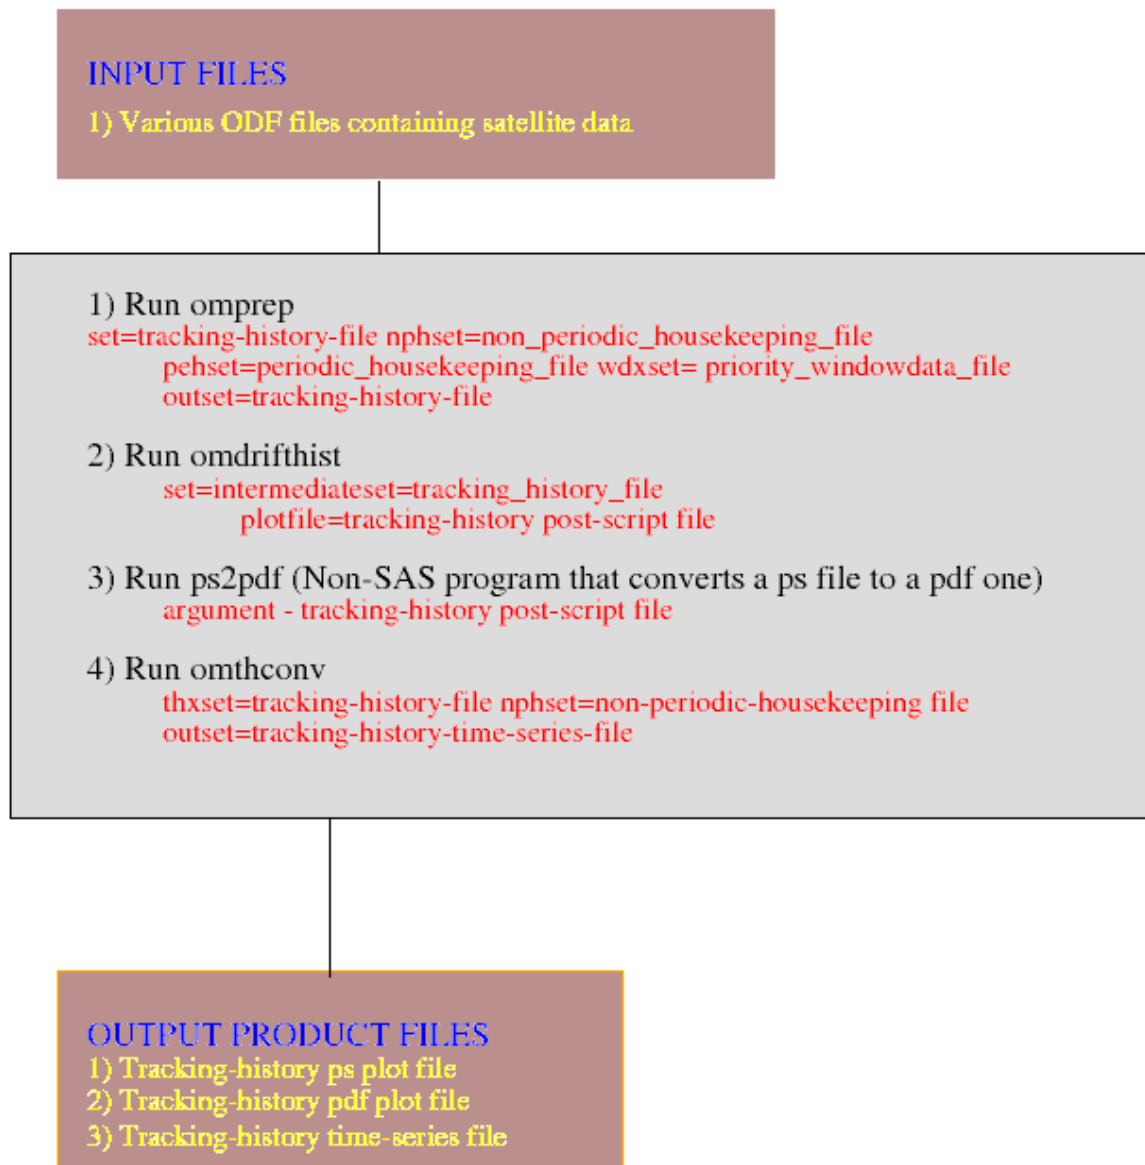 INPUT FILES
1) Various ODF files containing satellite data
1) Run omprep
set=tracking-history-file nphset=non_periodic_housekeeping_file
pehset=periodic_housekeeping_file wdxset= priority_windowdata_file
outset=tracking-history-file
2) Run omdrifthist
set=intermediateset=tracking_history_file
plotfile=tracking-history post-script file
3) Run ps2pdf (Non-SAS program that converts a ps file to a pdf one)
argument - tracking-history post-script file
4) Run omthconv
thxset=tracking-history-file nphset=non-periodic-housekeeping file
outset=tracking-history-time-series-file
OUTPUT PRODUCT FILES
1) Tracking-history ps plot file
2) Tracking-history pdf plot file
3) Tracking-history time-series file